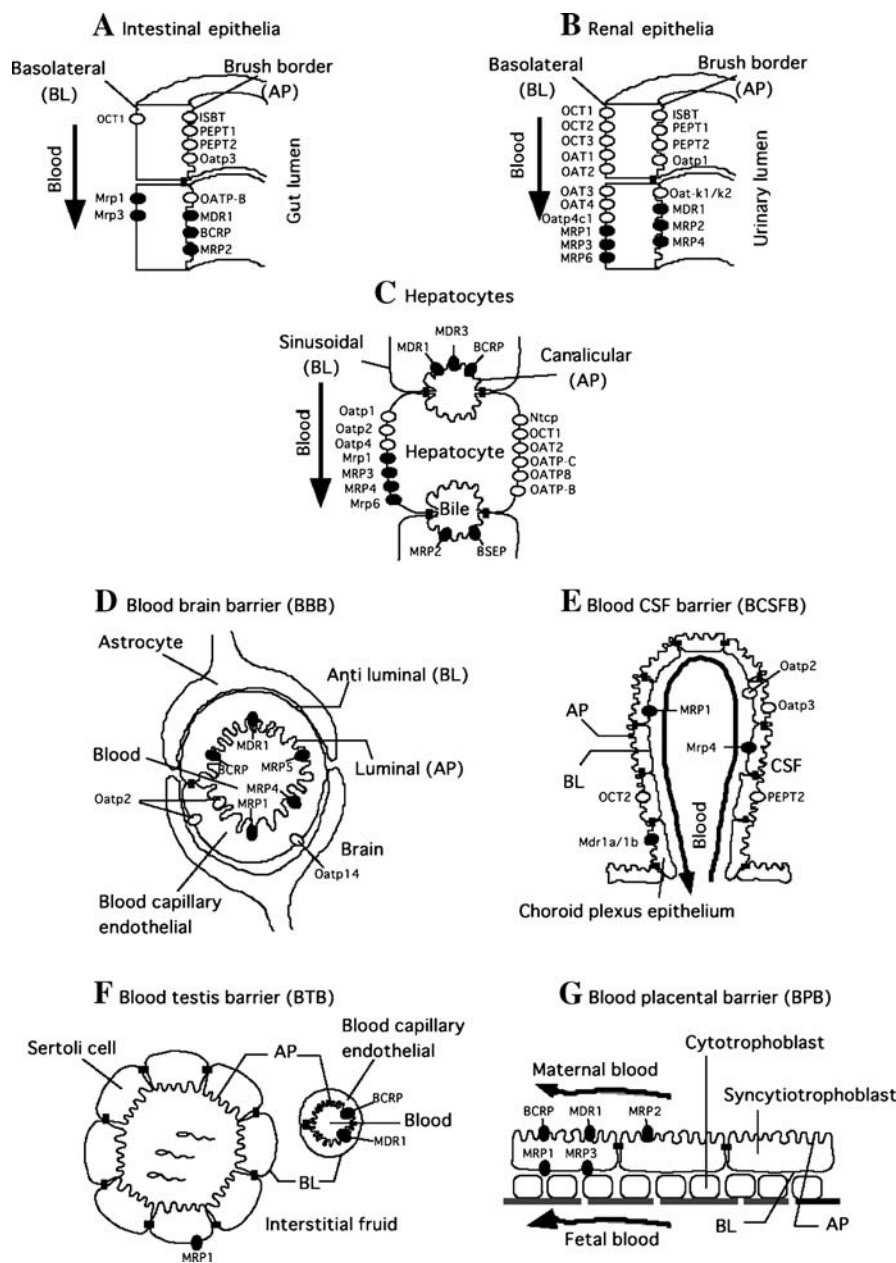 A Intestinal epithelia
Basolateral
(BL)
Brush border
(AP)
OCT1
ISBT
PEPT1
PEPT2
Oatp3
Blood
Gut lumen
Mrp1
Mrp3
OATP-B
MDR1
BCRP
MRP2
B Renal epithelia
Basolateral
(BL)
Brush border
(AP)
OCT1
OCT2
OCT3
OAT1
OAT2
ISBT
PEPT1
PEPT2
Oatp1
Blood
Urinary lumen
OAT3
OAT4
Oatp4c1
MRP1
MRP3
MRP6
Oat-k1/k2
MDR1
MRP2
MRP4
C Hepatocytes
Sinusoidal
(BL)
MDR3
MDR1
BCRP
Canalicular
(AP)
Blood
Oatp1
Oatp2
Oatp4
Mrp1
MRP3
MRP4
Mrp6
Hepatocyte
Ntcp
OCT1
OAT2
OATP-C
OATP8
OATP-B
Bile
MRP2
BSEP
D Blood brain barrier (BBB)
Astrocyte
Anti luminal (BL)
MDR1
Blood
BCRP
MRP5
Luminal (AP)
Oatp2
MRP4
MRP1
Brain
Oatp14
Blood capillary
endothelial
E Blood CSF barrier (BCSFB)
Oatp2
Oatp3
AP
MRP1
Mrp4
BL
CSF
OCT2
PEPT2
Blood
Mdr1a/1b
Choroid plexus epithelium
F Blood testis barrier (BTB)
Sertoli cell
AP
Blood capillary
endothelial
BCRP
Blood
MDR1
BL
Interstitial fruid
MRP1
G Blood placental barrier (BPB)
Cytotrophoblast
Maternal blood
Syncytiotrophoblast
BCRP
MDR1
MRP2
MRP1
MRP3
BL
AP
Fetal blood